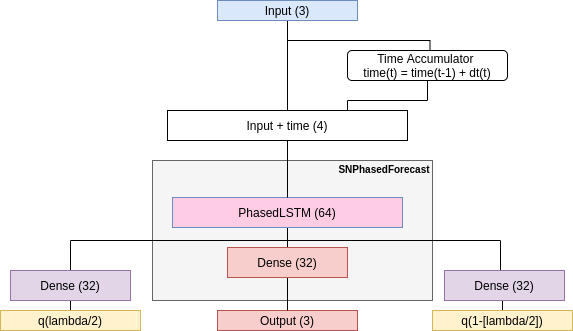 Input (3)
Time Accumulator
time(t) = time(t-1) + dt(t)
Input + time (4)
SNPhasedForecast
PhasedLSTM (64)
Dense (32)
Dense (32)
Dense (32)
q(lambda/2)
Output (3)
q(1-[lambda/2])